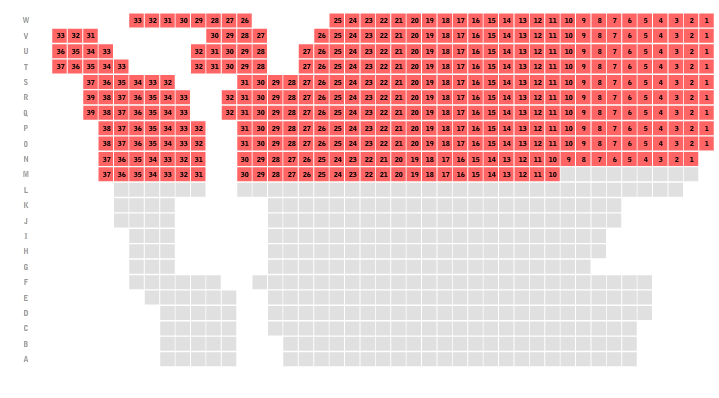 W 33 32 31 30 29 28 27 26 25 24 23 22 21 20 19 18 17 16 15 14 13 12 11 10 9 8 7 6 5 4 3 2 1
V 33 32 31 30 29 28 27 26 25 24 23 22 21 20 19 18 17 16 15 14 13 12 11 10 9 8 7 6 5 4 3 2 1
U 36 35 34 33 32 31 30 29 28 27 26 25 24 23 22 21 20 19 18 17 16 15 14 13 12 11 10 9 8 7 6 5 4 3 2 1
T 37 36 35 34 33 32 31 30 29 28 27 26 25 24 23 22 21 20 19 18 17 16 15 14 13 12 11 10 9 8 7 6 5 4 3 2 1
S 37 36 35 34 33 32 31 30 29 28 27 26 25 24 23 22 21 20 19 18 17 16 15 14 13 12 11 10 9 8 7 6 5 4 3 2 1
R 39 38 37 36 35 34 33 32 31 30 29 28 27 26 25 24 23 22 21 20 19 18 17 16 15 14 13 12 11 10 9 8 7 6 5 4 3 2 1
Q 39 38 37 36 35 34 33 32 31 30 29 28 27 26 25 24 23 22 21 20 19 18 17 16 15 14 13 12 11 10 9 8 7 6 5 4 3 2 1
P 38 37 36 35 34 33 32 31 30 29 28 27 26 25 24 23 22 21 20 19 18 17 16 15 14 13 12 11 10 9 8 7 6 5 4 3 2 1
O 38 37 36 35 34 33 32 31 30 29 28 27 26 25 24 23 22 21 20 19 18 17 16 15 14 13 12 11 10 9 8 7 6 5 4 3 2 1
N 37 36 35 34 33 32 31 30 29 28 27 26 25 24 23 22 21 20 19 18 17 16 15 14 13 12 11 10 9 8 7 6 5 4 3 2 1
M 37 36 35 34 33 32 31 30 29 28 27 26 25 24 23 22 21 20 19 18 17 16 15 14 13 12 11 10
L
K
J
I
H
G
F
E
D
C
B
A